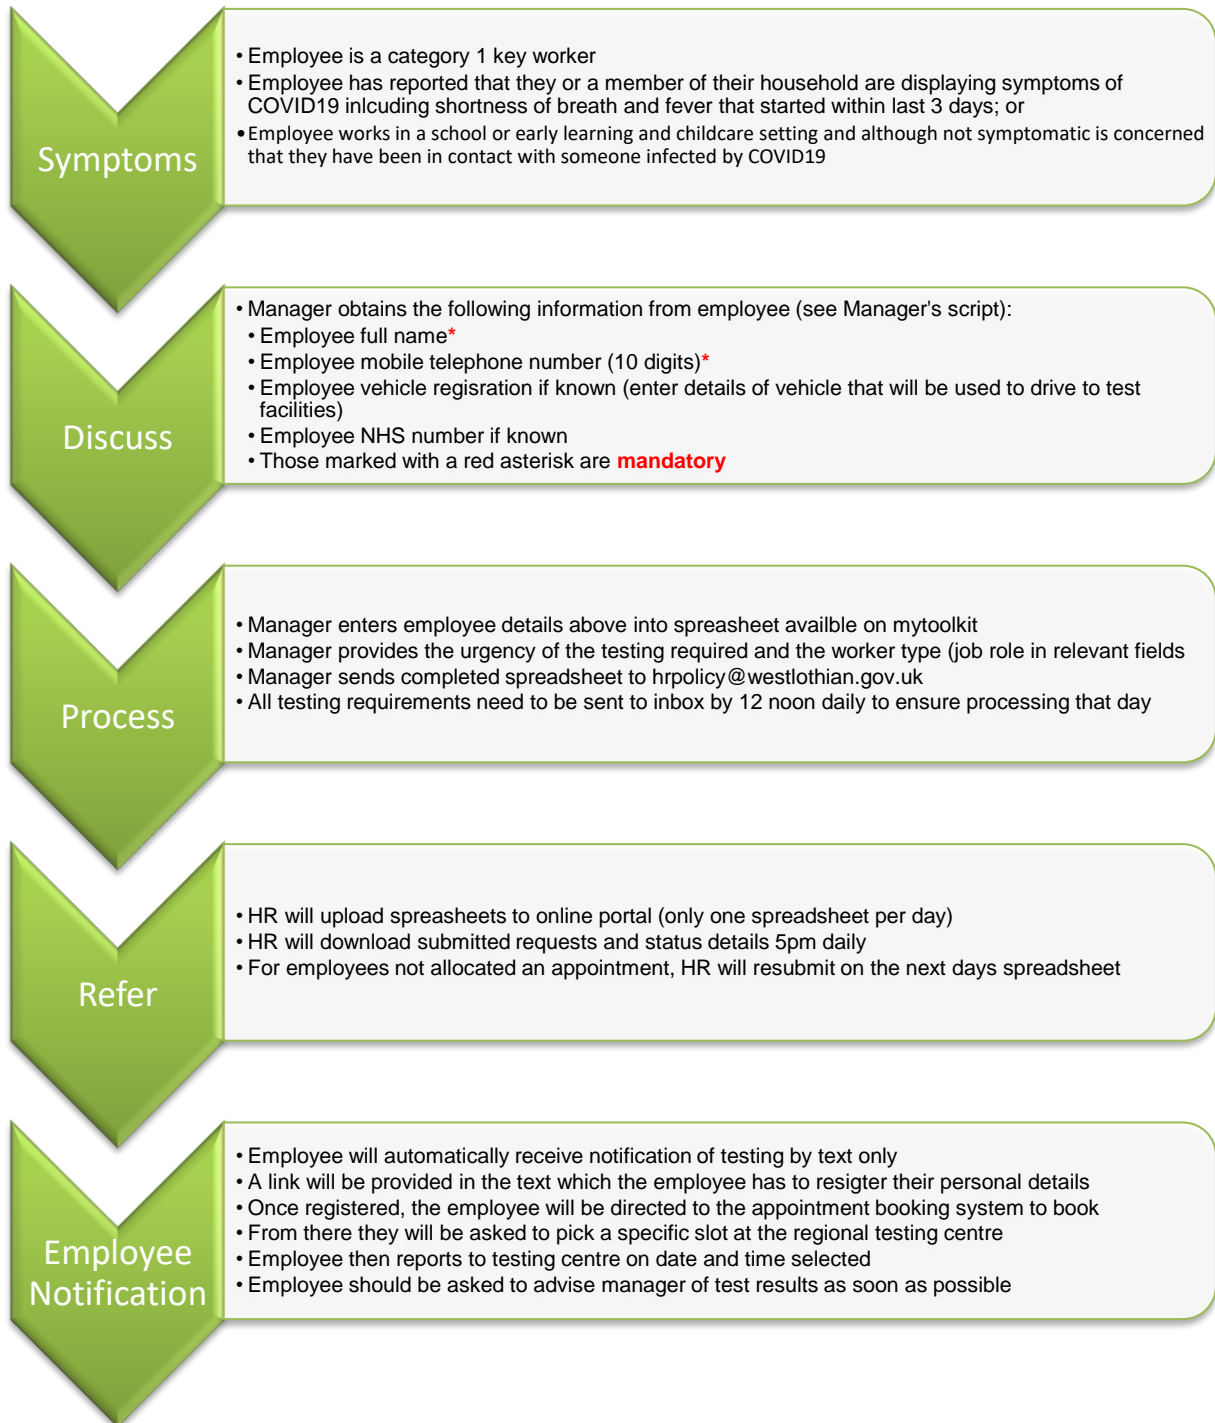 Symptoms
• Employee is a category 1 key worker
• Employee has reported that they or a member of their household are displaying symptoms of
COVID19 inlcuding shortness of breath and fever that started within last 3 days; or
• Employee works in a school or early learning and childcare setting and although not symptomatic is concerned
that they have been in contact with someone infected by COVID19
Discuss
• Manager obtains the following information from employee (see Manager's script):
• Employee full name*
• Employee mobile telephone number (10 digits)*
• Employee vehicle regisration if known (enter details of vehicle that will be used to drive to test
facilities)
• Employee NHS number if known
• Those marked with a red asterisk are mandatory
Process
• Manager enters employee details above into spreasheet availble on mytoolkit
• Manager provides the urgency of the testing required and the worker type (job role in relevant fields
• Manager sends completed spreadsheet to hrpolicy@westlothian.gov.uk
• All testing requirements need to be sent to inbox by 12 noon daily to ensure processing that day
Refer
• HR will upload spreasheets to online portal (only one spreadsheet per day)
• HR will download submitted requests and status details 5pm daily
• For employees not allocated an appointment, HR will resubmit on the next days spreadsheet
Employee
Notification
• Employee will automatically receive notification of testing by text only
• A link will be provided in the text which the employee has to resigter their personal details
• Once registered, the employee will be directed to the appointment booking system to book
• From there they will be asked to pick a specific slot at the regional testing centre
• Employee then reports to testing centre on date and time selected
• Employee should be asked to advise manager of test results as soon as possible